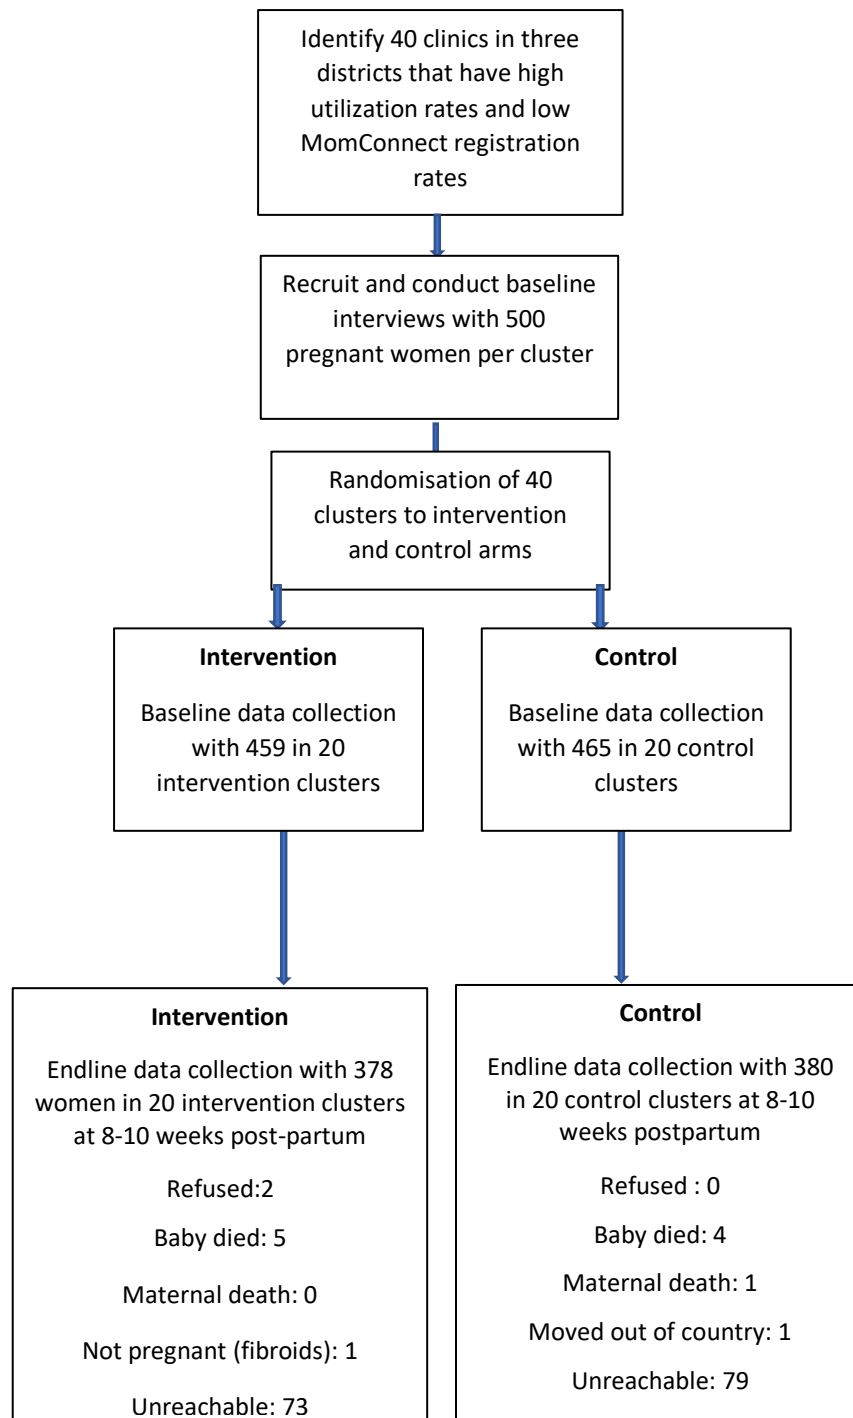 Identify 40 clinics in three
districts that have high
utilization rates and low
MomConnect registration
rates
Recruit and conduct baseline
interviews with 500
pregnant women per cluster
Randomisation of 40
clusters to intervention
and control arms
Intervention
Baseline data collection
with 459 in 20
intervention clusters
Control
Baseline data collection
with 465 in 20 control
clusters
Intervention
Endline data collection with 378
women in 20 intervention clusters
at 8-10 weeks post-partum
Refused:2
Baby died: 5
Maternal death: 0
Not pregnant (fibroids): 1
Unreachable: 73
Control
Endline data collection with 380
in 20 control clusters at 8-10
weeks postpartum
Refused : 0
Baby died: 4
Maternal death: 1
Moved out of country: 1
Unreachable: 79